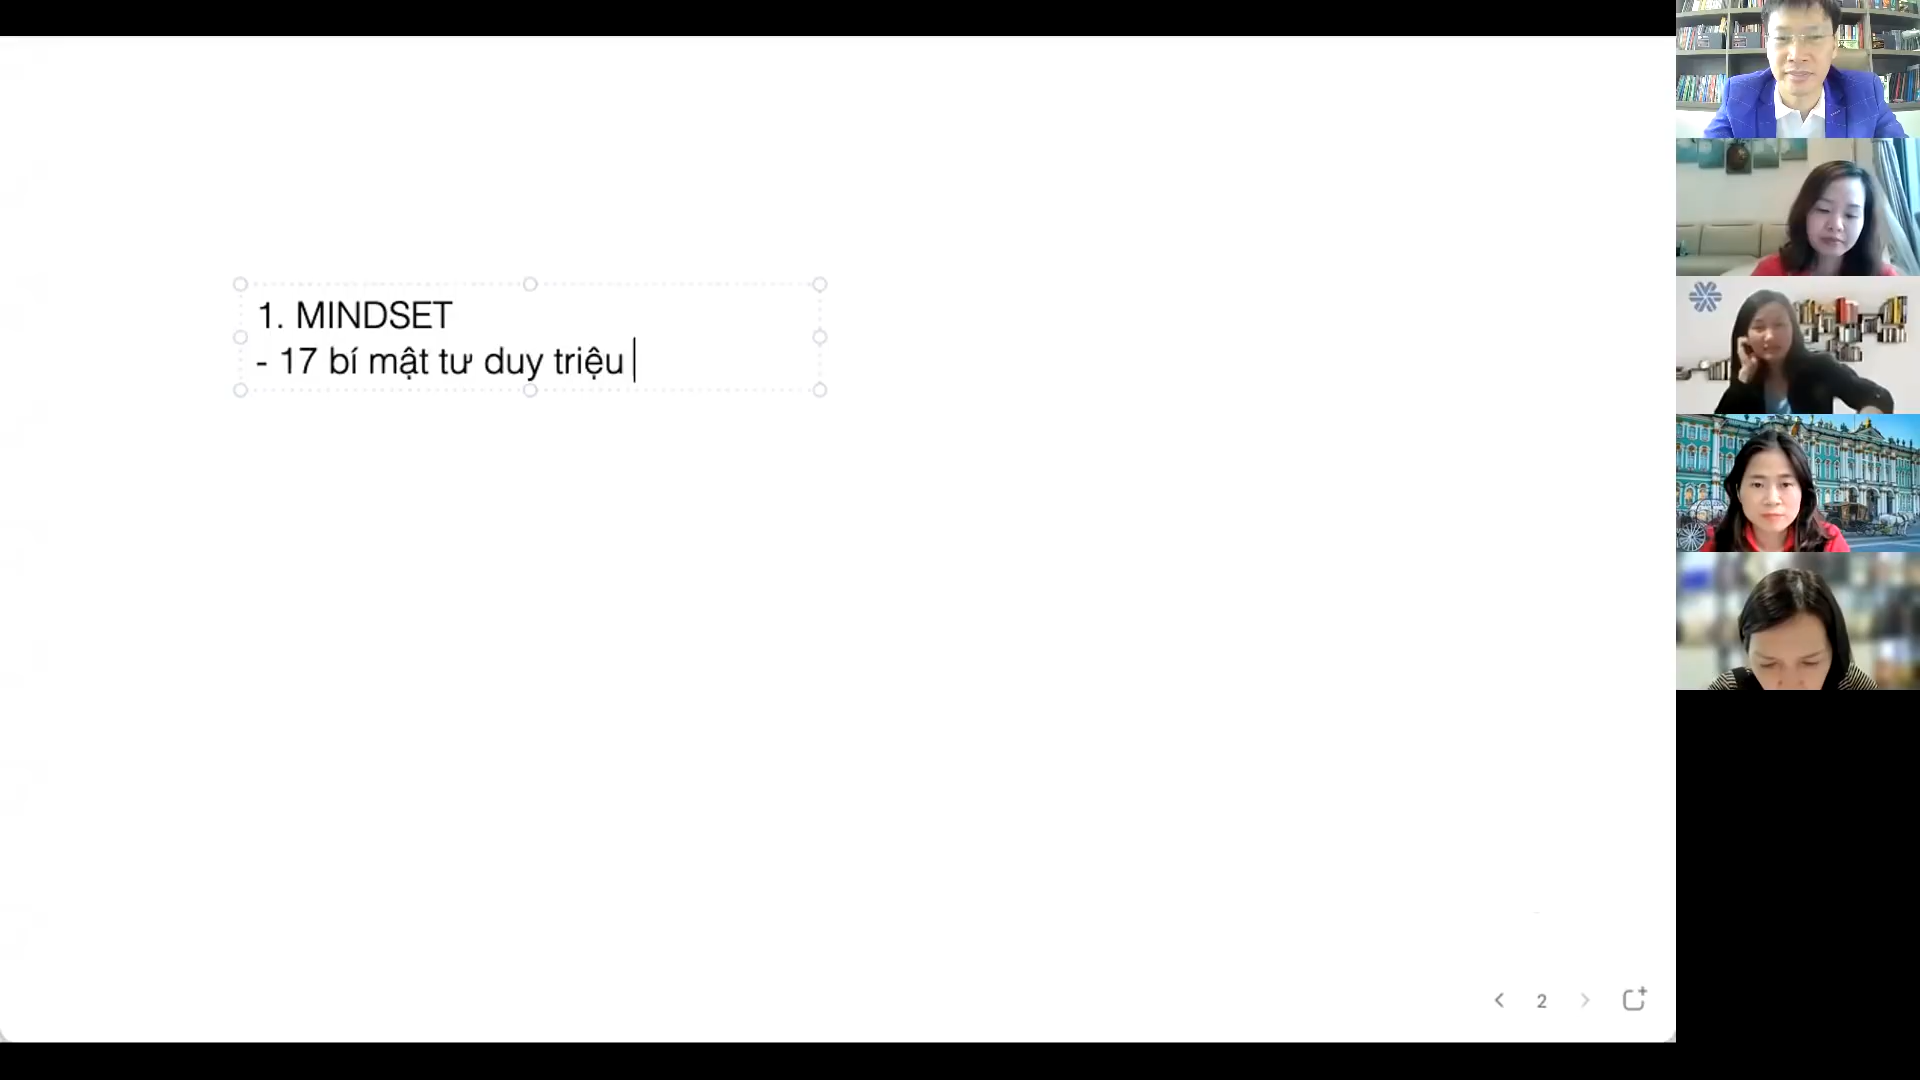 1. MINDSET
- 17 bí mật tư duy triệu
2